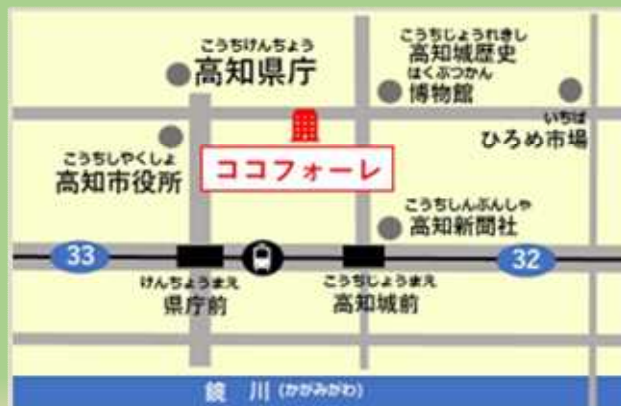 こうちけんちょう
高知県庁
こうちじょうれきし
高知城歴史
はくぶつかん
博物館
いちば
ひろめ市場
こうちしやくしょ
高知市役所
ココフォーレ
こうちしんぶんしゃ
高知新聞社
33
32
けんちょうまえ
県庁前
こうちじょうまえ
高知城前
鏡 川 (かがみがわ)